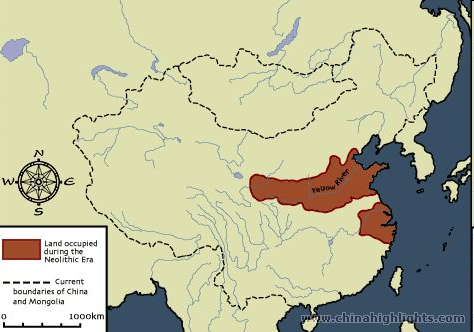 N
W E
S
Yellow River
Land occupied
during the
Neolithic Era
Current
boundaries of China
and Mongolia
0 1000km
www.chinahighlights.com